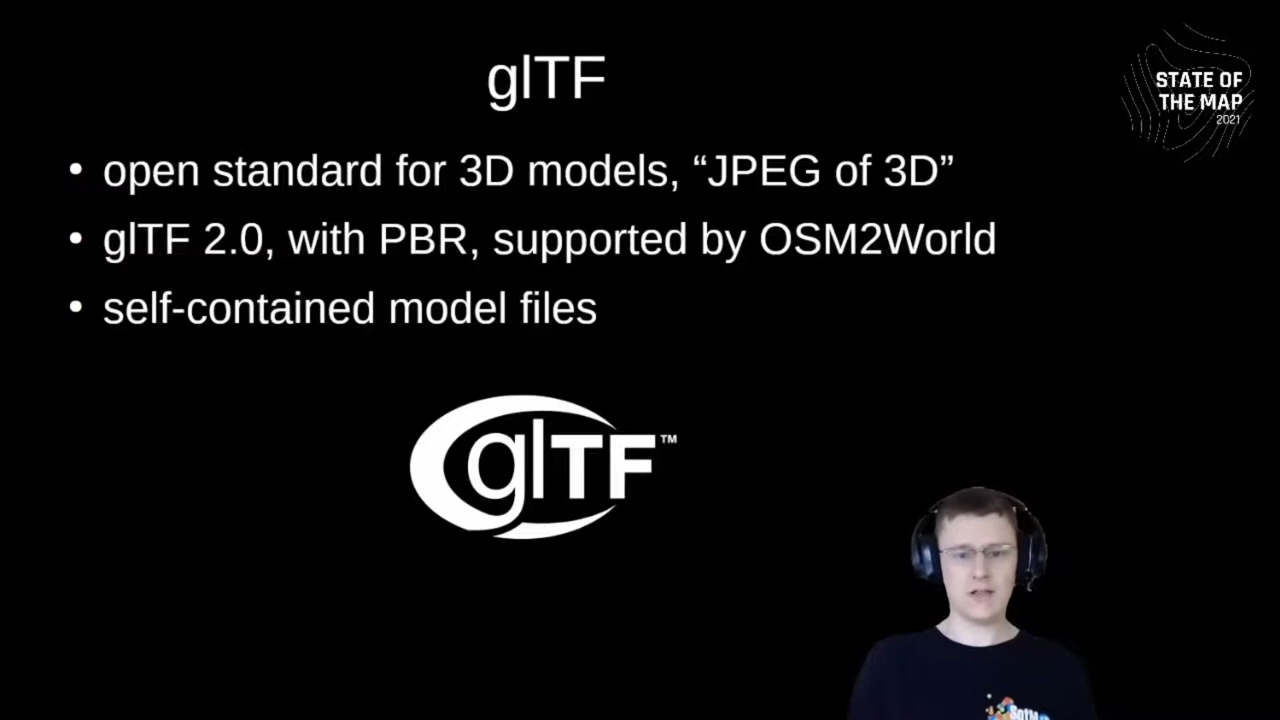 glTF
STATE OF
THE MAP
2021
• open standard for 3D models, “JPEG of 3D”
• glTF 2.0, with PBR, supported by OSM2World
• self-contained model files
glTF™
SotM